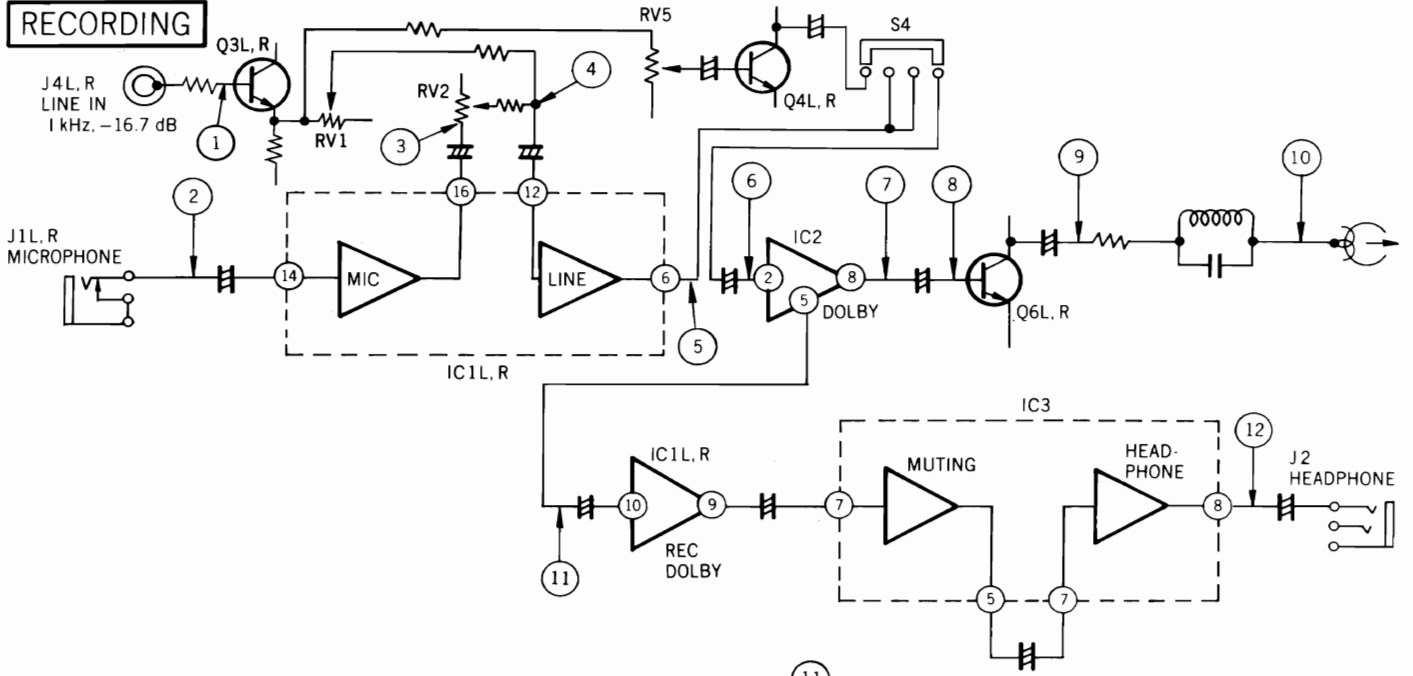 RECORDING
Q3L, R
J4L, R
LINE IN
1 kHz, −16.7 dB
1
RV1
RV2
3
4
RV5
Q4L, R
S4
2
J1L, R
MICROPHONE
14
MIC
16
12
LINE
6
5
IC1L, R
6
2
IC2
5
8
DOLBY
7
8
Q6L, R
9
10
11
10
IC1L, R
9
REC
DOLBY
IC3
7
MUTING
5
7
HEAD-
PHONE
8
12
J2
HEADPHONE
11